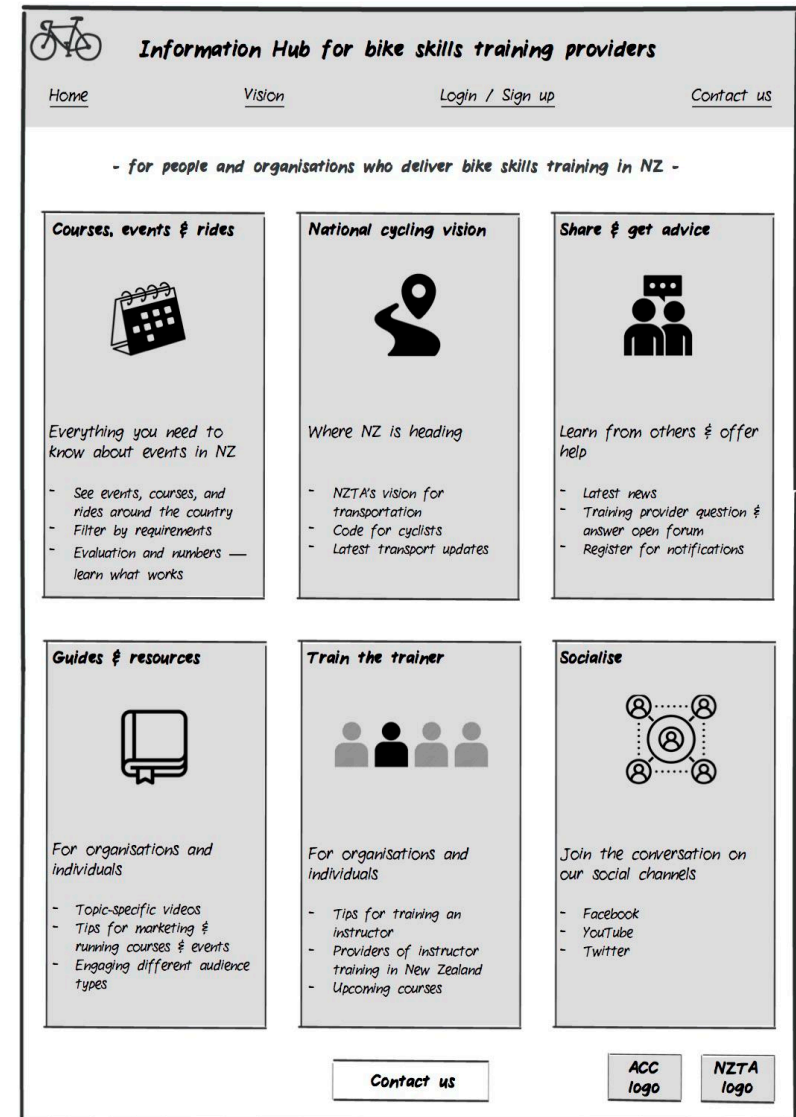 Information Hub for bike skills training providers
Home
Vision
Login / Sign up
Contact us
- for people and organisations who deliver bike skills training in NZ -
Courses, events & rides
Everything you need to
know about events in NZ
- See events, courses, and
rides around the country
- Filter by requirements
- Evaluation and numbers —
learn what works
National cycling vision
Where NZ is heading
- NZTA's vision for
transportation
- Code for cyclists
- Latest transport updates
Share & get advice
Learn from others & offer
help
- Latest news
- Training provider question &
answer open forum
- Register for notifications
Guides & resources
For organisations and
individuals
- Topic-specific videos
- Tips for marketing &
running courses & events
- Engaging different audience
types
Train the trainer
For organisations and
individuals
- Tips for training an
instructor
- Providers of instructor
training in New Zealand
- Upcoming courses
Socialise
Join the conversation on
our social channels
- Facebook
- YouTube
- Twitter
Contact us
ACC
logo
NZTA
logo